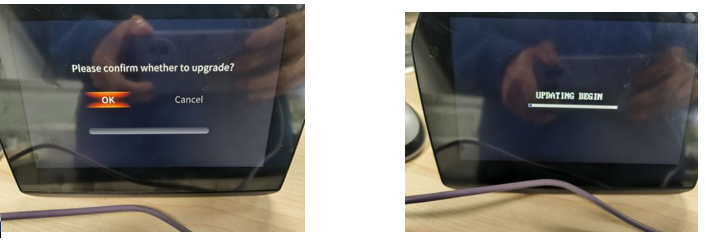 Please confirm whether to upgrade?
OK Cancel
UPDATING BEGIN